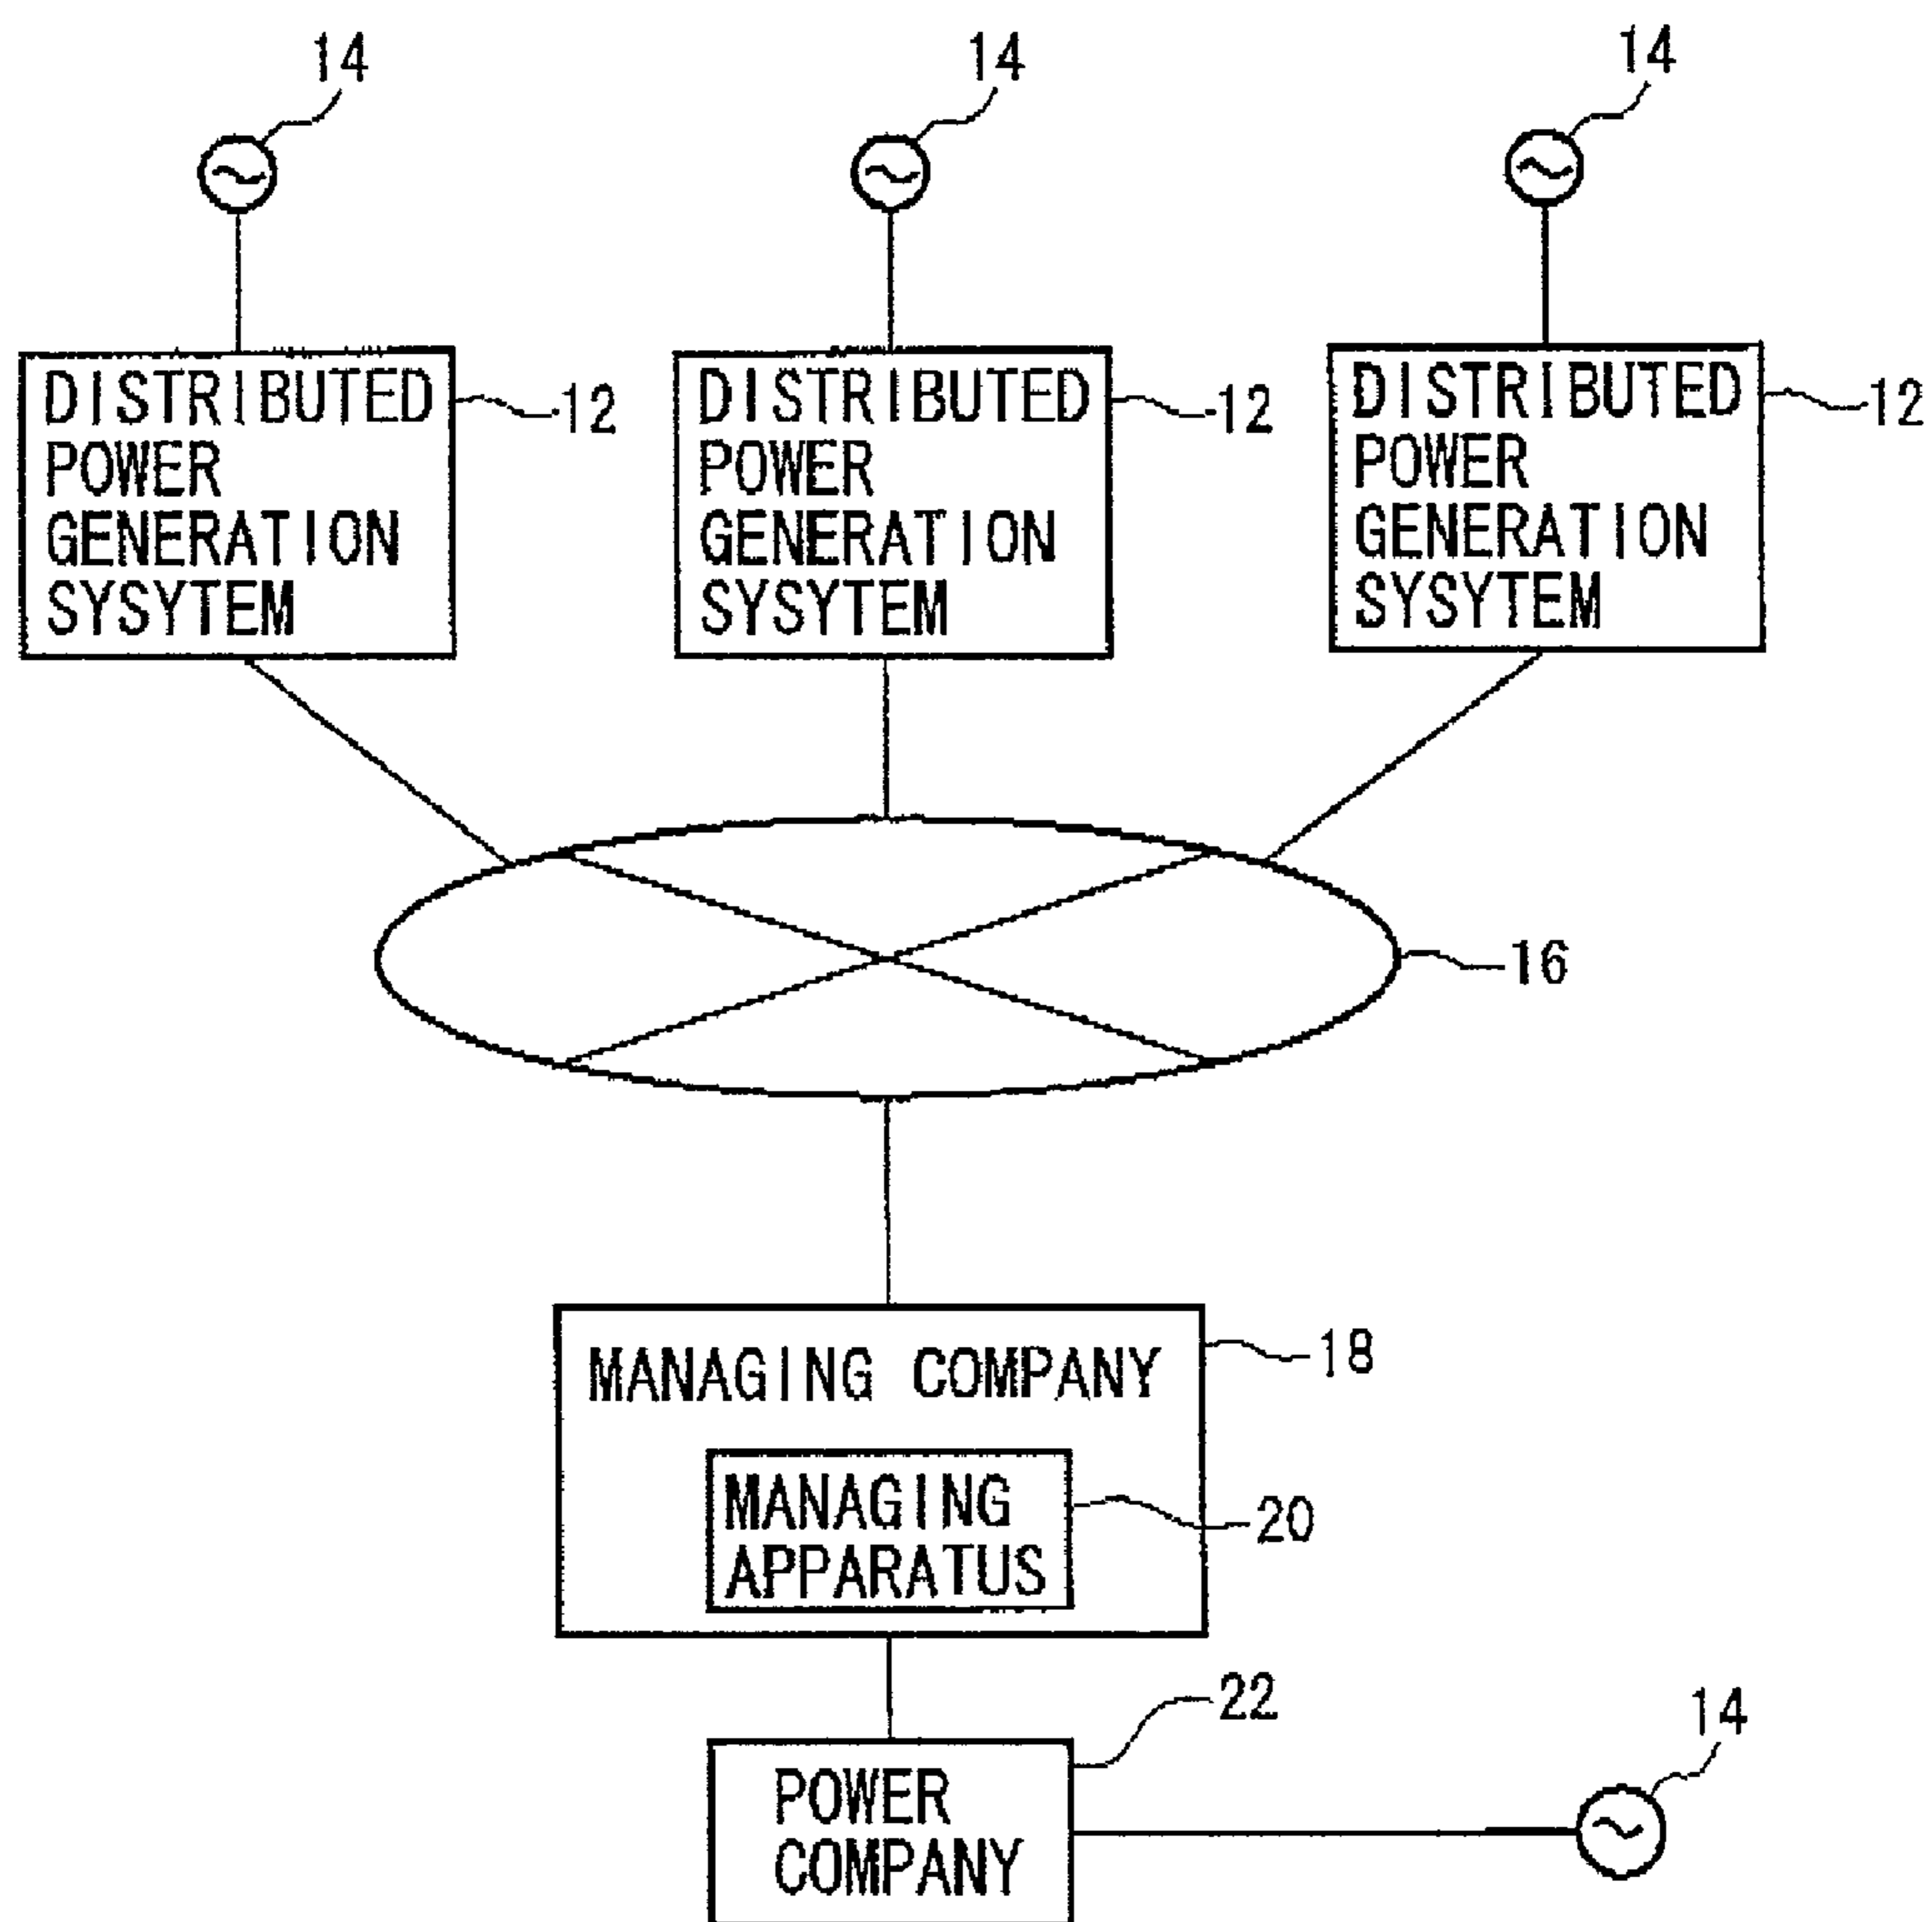 14
14
14
DISTRIBUTED
POWER
GENERATION
SYSYTEM
12
DISTRIBUTED
POWER
GENERATION
SYSYTEM
12
DISTRIBUTED
POWER
GENERATION
SYSYTEM
12
16
MANAGING COMPANY
18
MANAGING
APPARATUS
20
POWER
COMPANY
22
14